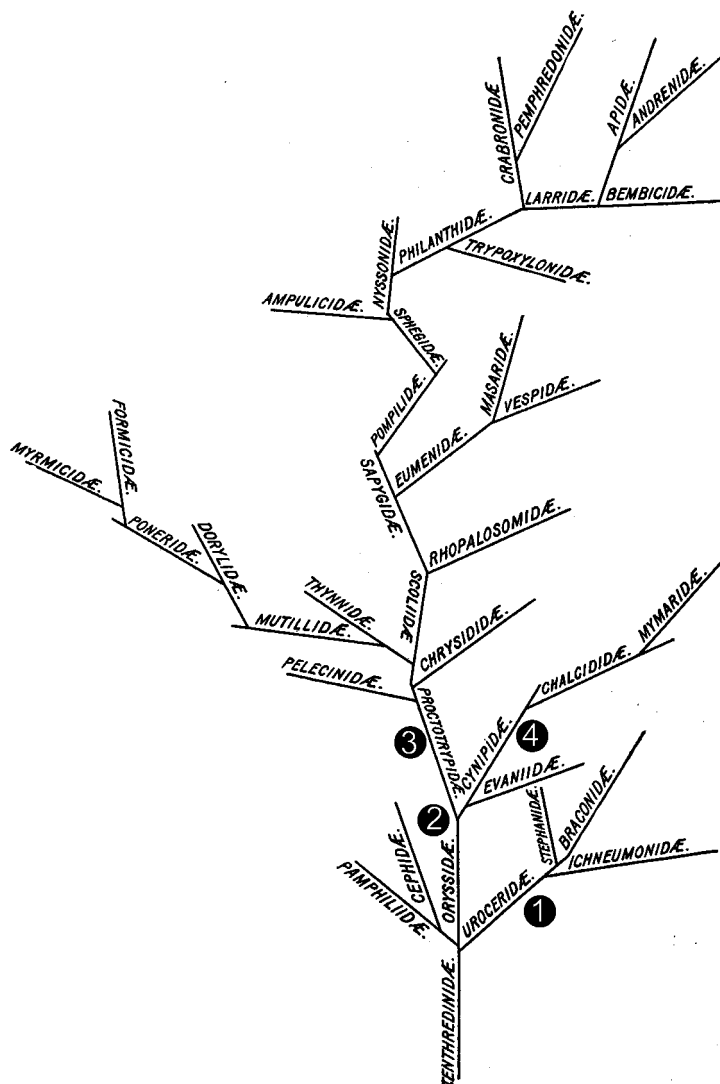 CRABRONIDÆ
PEMPHREDONIDÆ.
APIDÆ.
ANDRENIDÆ.
LARRIDÆ.
BEMBICIDÆ.
NYSSONIDÆ.
PHILANTHIDÆ.
TRYPOXYLONIDÆ.
AMPULICIDÆ.
SPHEGIDÆ.
MASARIDÆ.
VESPIDÆ.
POMPILIDÆ.
EUMENIDÆ.
SAPYGIDÆ.
FORMICIDÆ.
MYRMICIDÆ.
PONERIDÆ.
DORYLIDÆ.
RHOPALOSOMIDÆ.
SCOLIIDÆ
THYNNIDÆ.
MUTILLIDÆ.
CHRYSIDIDÆ.
MYMARIDÆ.
CHALCIDIDÆ.
PELECINIDÆ.
PROCTOTRYPIDÆ.
3
CYNIPIDÆ.
4
EVANIIDÆ.
2
STEPHANIDÆ.
BRACONIDÆ.
ICHNEUMONIDÆ.
CEPHIDÆ.
PAMPHILIIDÆ.
ORYSSIDÆ.
UROCERIDÆ.
1
TENTHREDINIDÆ.